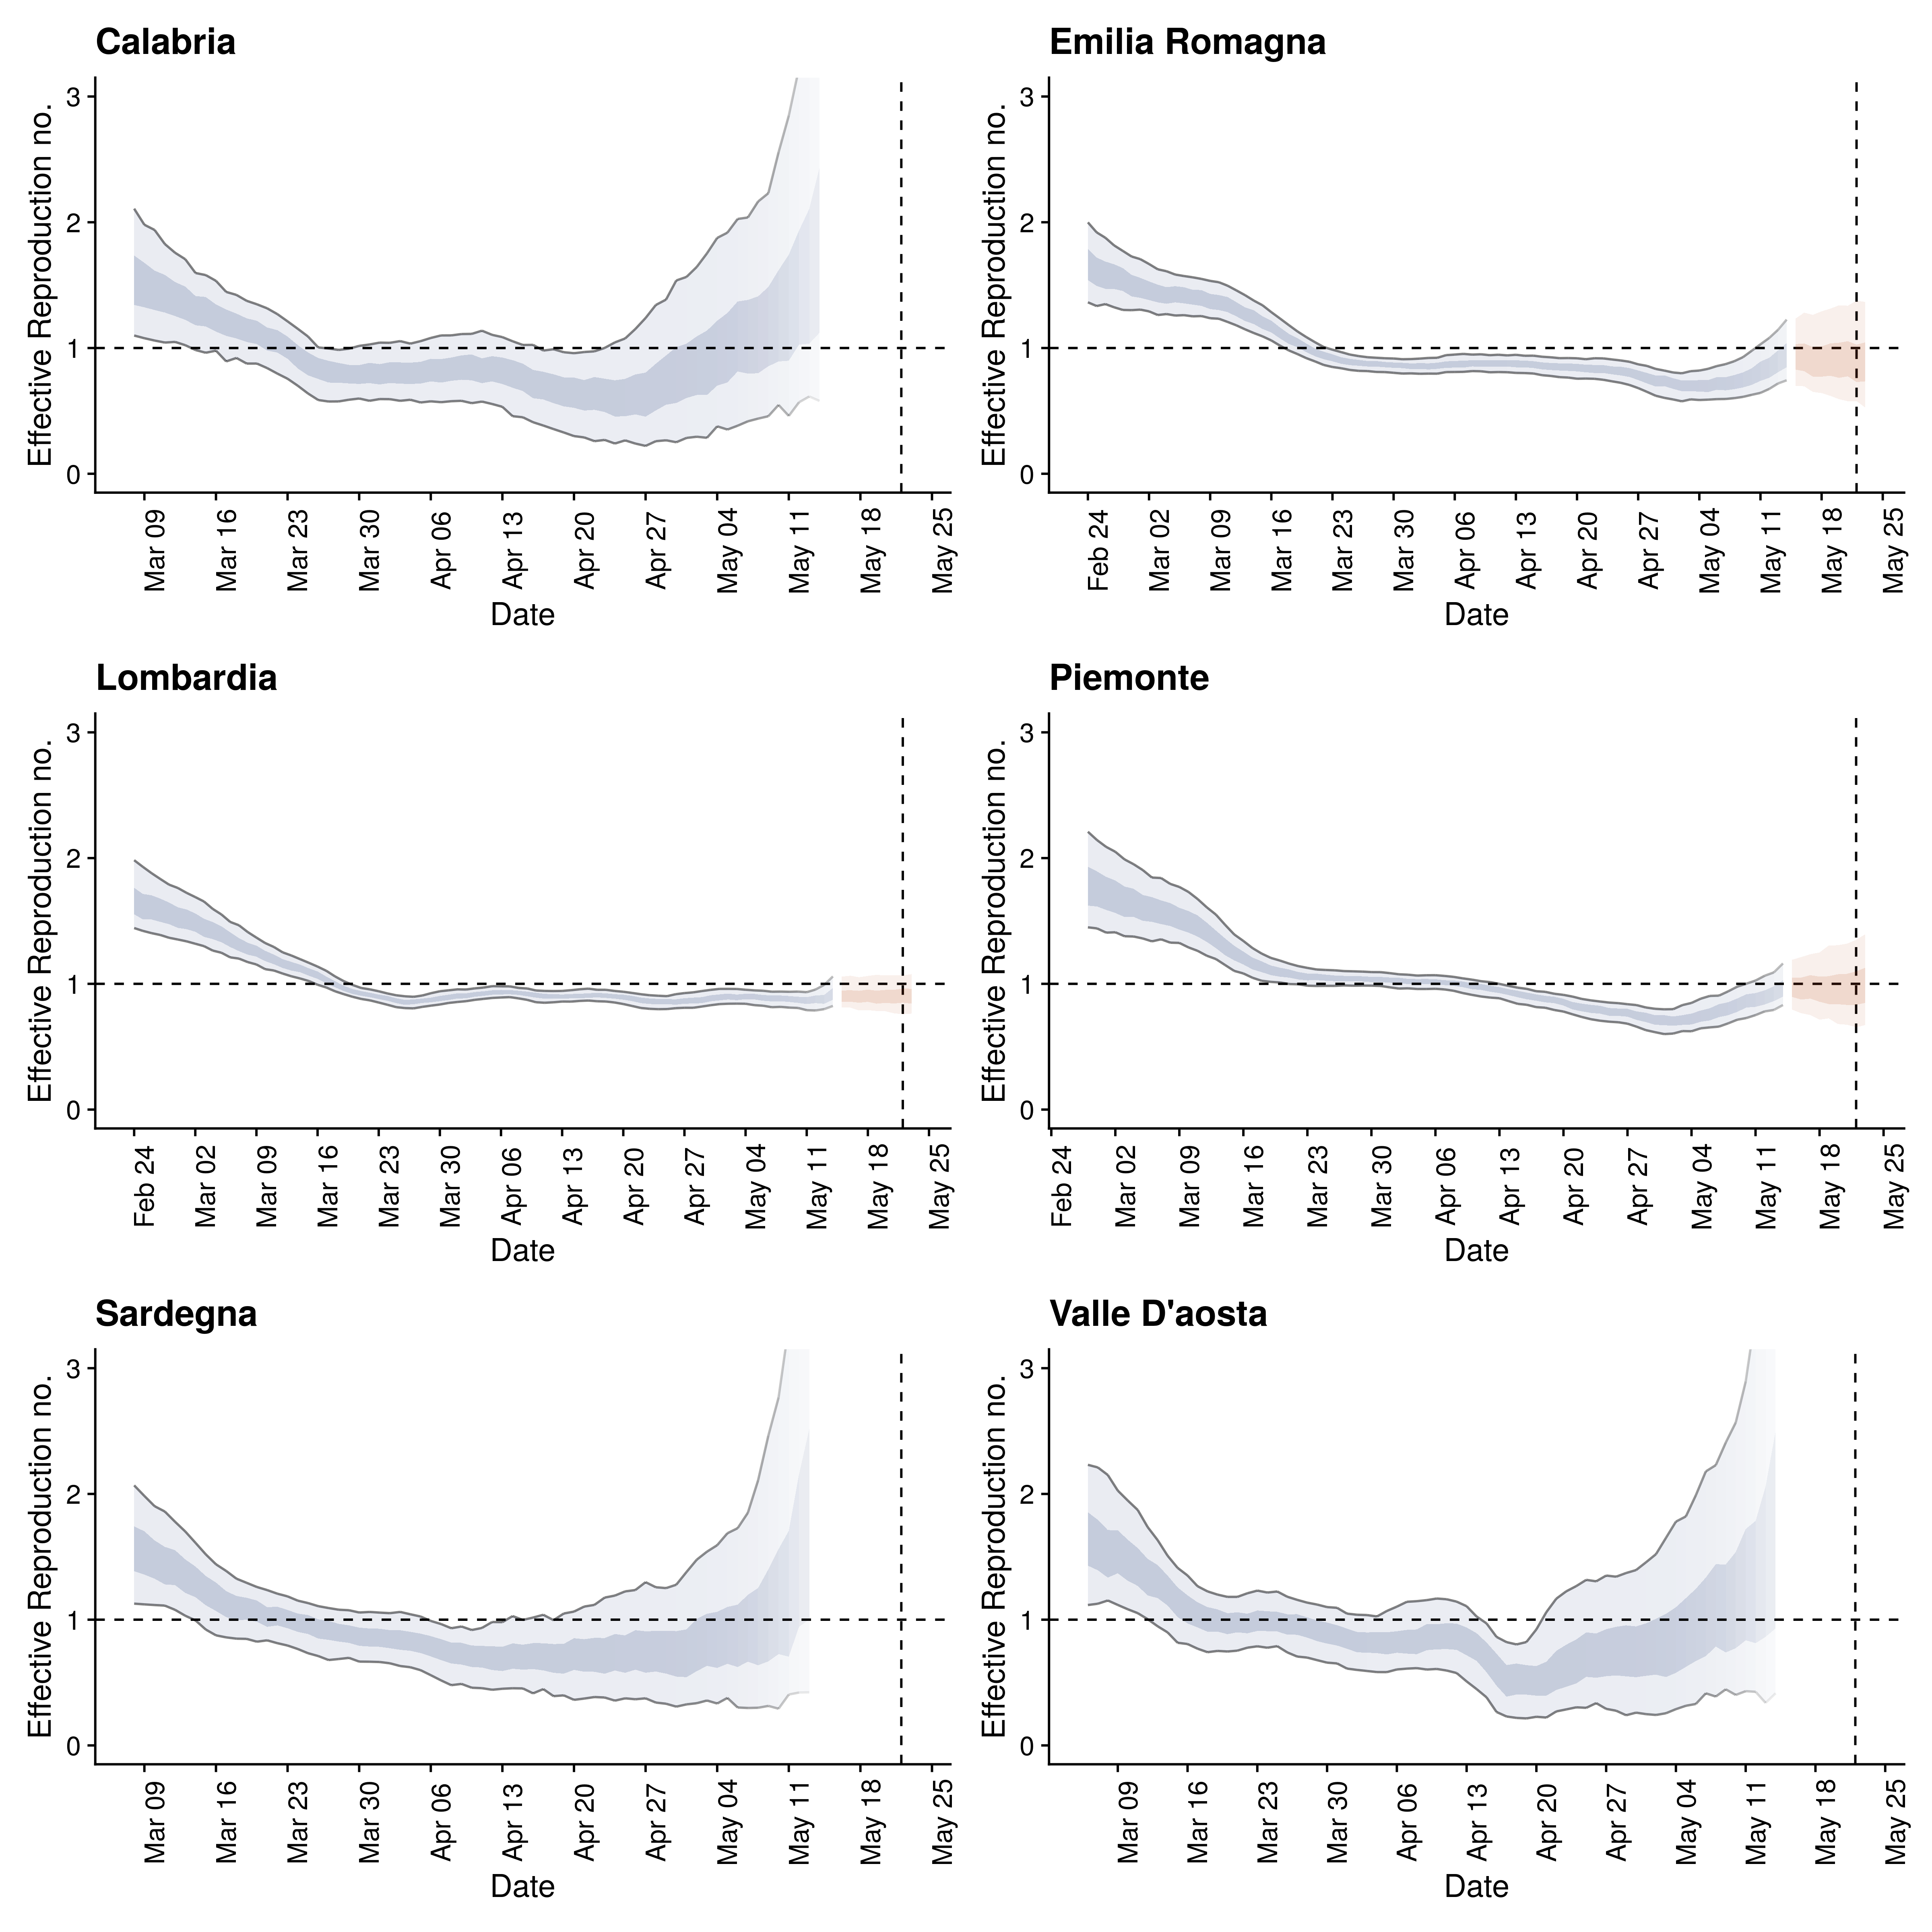 Calabria
Effective Reproduction no.
3
2
1
0
Mar 09 Mar 16 Mar 23 Mar 30 Apr 06 Apr 13 Apr 20 Apr 27 May 04 May 11 May 18 May 25
Date
Emilia Romagna
Effective Reproduction no.
3
2
1
0
Feb 24 Mar 02 Mar 09 Mar 16 Mar 23 Mar 30 Apr 06 Apr 13 Apr 20 Apr 27 May 04 May 11 May 18 May 25
Date
Lombardia
Effective Reproduction no.
3
2
1
0
Feb 24 Mar 02 Mar 09 Mar 16 Mar 23 Mar 30 Apr 06 Apr 13 Apr 20 Apr 27 May 04 May 11 May 18 May 25
Date
Piemonte
Effective Reproduction no.
3
2
1
0
Feb 24 Mar 02 Mar 09 Mar 16 Mar 23 Mar 30 Apr 06 Apr 13 Apr 20 Apr 27 May 04 May 11 May 18 May 25
Date
Sardegna
Effective Reproduction no.
3
2
1
0
Mar 09 Mar 16 Mar 23 Mar 30 Apr 06 Apr 13 Apr 20 Apr 27 May 04 May 11 May 18 May 25
Date
Valle D'aosta
Effective Reproduction no.
3
2
1
0
Mar 09 Mar 16 Mar 23 Mar 30 Apr 06 Apr 13 Apr 20 Apr 27 May 04 May 11 May 18 May 25
Date